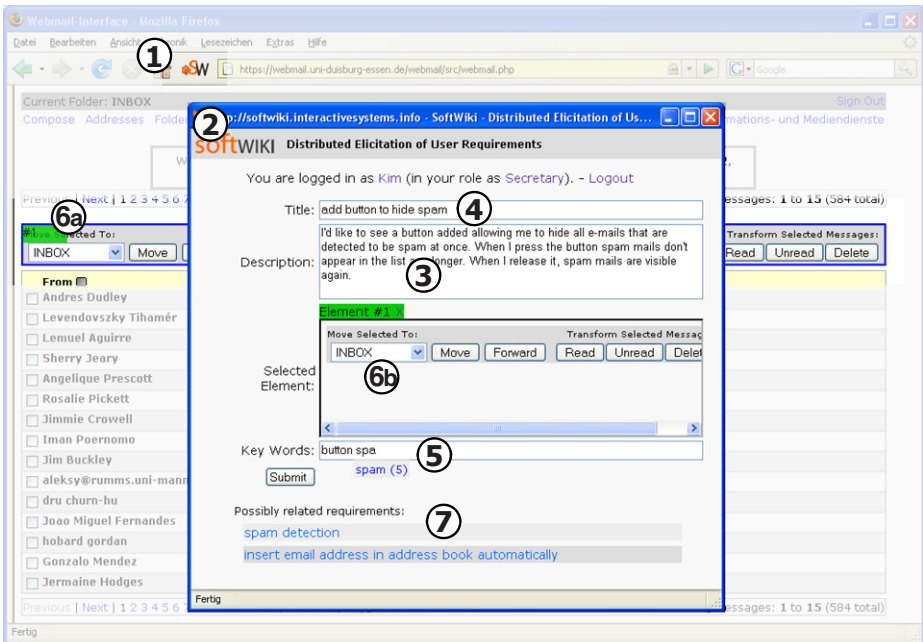 Webmail-Interface - Mozilla Firefox
Datei Bearbeiten Ansicht Chronik Lesezeichen Extras Hilfe
1
SW https://webmail.uni-duisburg-essen.de/webmail/src/webmail.php Google
Current Folder: INBOX Sign Out
Compose Addresses und Mediendienste
2
://softwiki.interactivesystems.info - SoftWiki - Distributed Elicitation of Us...
softWIKI Distributed Elicitation of User Requirements
You are logged in as Kim (in your role as Secretary). - Logout
Previous | Next | 1 2 3 4 5 6 1 to 15 (584 total)
Title: add button to hide spam
4
6a
#1 Selected To: Transform Selected Messages:
INBOX Move Read Unread Delete
Description: I'd like to see a button added allowing me to hide all e-mails that are
detected to be spam at once. When I press the button spam mails don't
appear in the list longer. When I release it, spam mails are visible
again.
3
From
Andres Dudley
Levendovszky Tihamér
Lemuel Aguirre
Sherry Jeary
Angelique Prescott
Rosalie Pickett
Jimmie Crowell
Iman Poernomo
Jim Buckley
dru churn-hu
Joao Miguel Fernandes
hobard gordan
Gonzalo Mendez
Jermaine Hodges
Element #1 X
Move Selected To: Transform Selected
INBOX Move Forward Read Unread
6b
Selected
Element:
Key Words: button spa
5
spam (5)
Submit
Possibly related requirements:
7
spam detection
insert email address in address book automatically
Fertig
Previous | Next | 1 2 3 4 5 6 1 to 15 (584 total)
Fertig